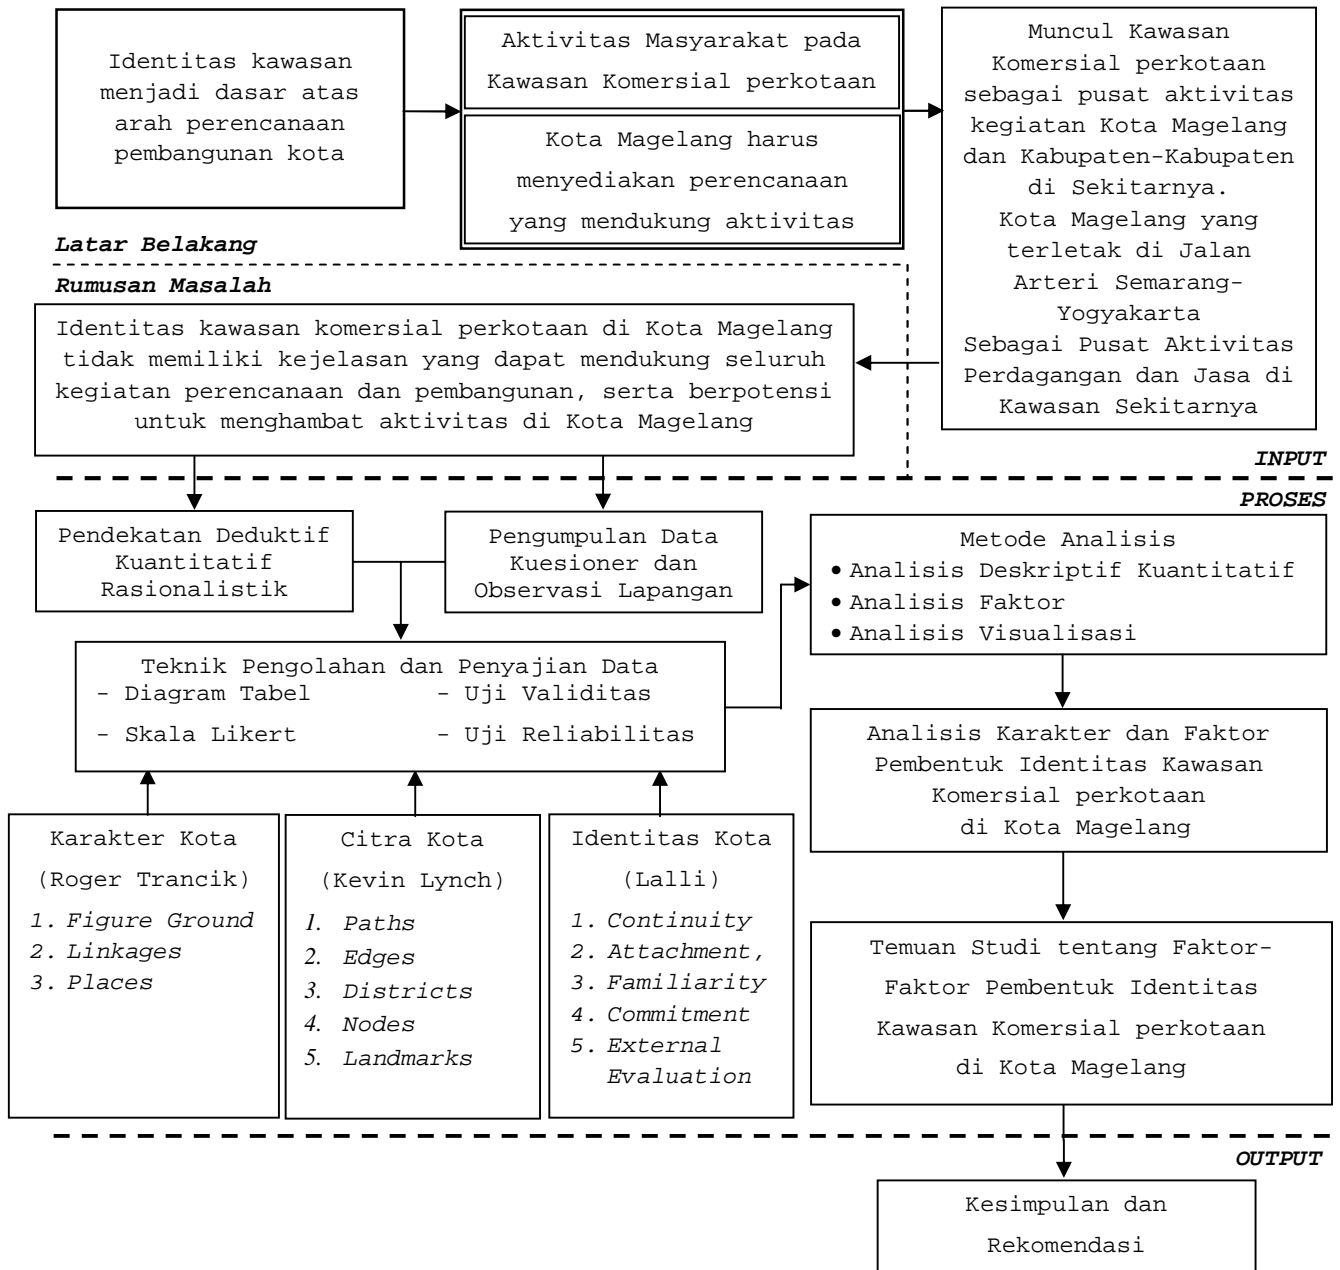 Identitas kawasan
menjadi dasar atas
arah perencanaan
pembangunan kota
Aktivitas Masyarakat pada
Kawasan Komersial perkotaan
Kota Magelang harus
menyediakan perencanaan
yang mendukung aktivitas
Muncul Kawasan
Komersial perkotaan
sebagai pusat aktivitas
kegiatan Kota Magelang
dan Kabupaten-Kabupaten
di Sekitarnya.
Kota Magelang yang
terletak di Jalan
Arteri Semarang-
Yogyakarta
Sebagai Pusat Aktivitas
Perdagangan dan Jasa di
Kawasan Sekitarnya
Latar Belakang
Rumusan Masalah
Identitas kawasan komersial perkotaan di Kota Magelang
tidak memiliki kejelasan yang dapat mendukung seluruh
kegiatan perencanaan dan pembangunan, serta berpotensi
untuk menghambat aktivitas di Kota Magelang
INPUT
PROSES
Pendekatan Deduktif
Kuantitatif
Rasionalistik
Pengumpulan Data
Kuesioner dan
Observasi Lapangan
Metode Analisis
• Analisis Deskriptif Kuantitatif
• Analisis Faktor
• Analisis Visualisasi
Teknik Pengolahan dan Penyajian Data
- Diagram Tabel - Uji Validitas
- Skala Likert - Uji Reliabilitas
Analisis Karakter dan Faktor
Pembentuk Identitas Kawasan
Komersial perkotaan
di Kota Magelang
Karakter Kota
(Roger Trancik)
1. Figure Ground
2. Linkages
3. Places
Citra Kota
(Kevin Lynch)
1. Paths
2. Edges
3. Districts
4. Nodes
5. Landmarks
Identitas Kota
(Lalli)
1. Continuity
2. Attachment,
3. Familiarity
4. Commitment
5. External
Evaluation
Temuan Studi tentang Faktor-
Faktor Pembentuk Identitas
Kawasan Komersial perkotaan
di Kota Magelang
OUTPUT
Kesimpulan dan
Rekomendasi